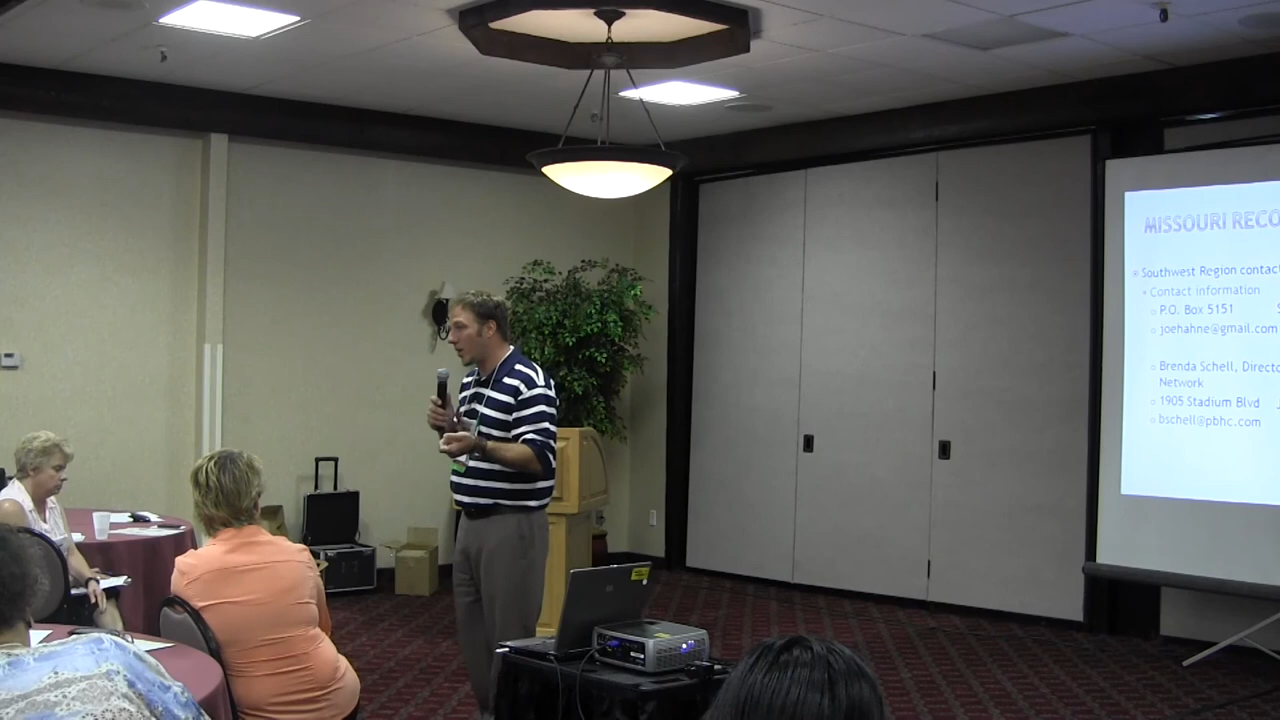 MISSOURI RECO
Southwest Region contact
Contact information
P.O. Box 5151
joehahne@gmail.com
Brenda Schell, Directo
Network
1905 Stadium Blvd
bschell@pbhc.com